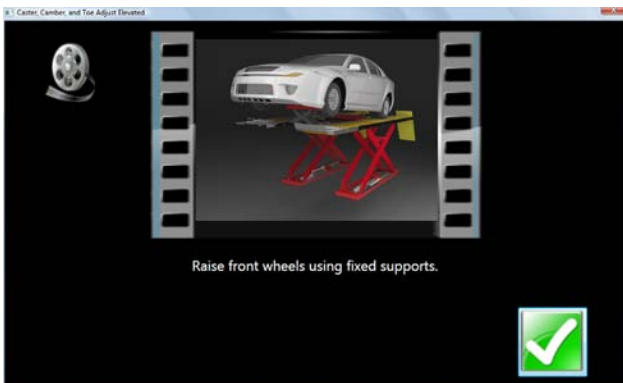 Caster, Camber, and Toe Adjust Elevated
Raise front wheels using fixed supports.